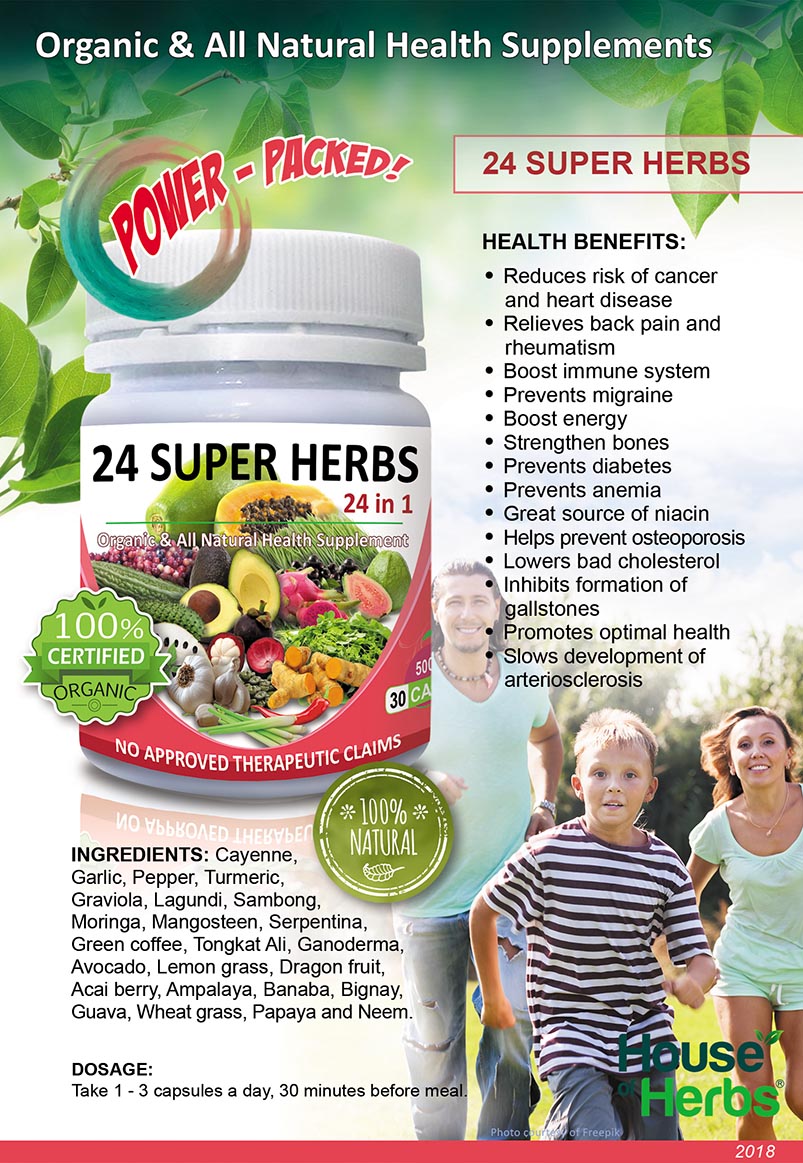 Organic & All Natural Health Supplements
POWER - PACKED!
24 SUPER HERBS
HEALTH BENEFITS:
• Reduces risk of cancer
and heart disease
• Relieves back pain and
rheumatism
• Boost immune system
• Prevents migraine
• Boost energy
• Strengthen bones
• Prevents diabetes
• Prevents anemia
• Great source of niacin
• Helps prevent osteoporosis
• Lowers bad cholesterol
• Inhibits formation of
gallstones
• Promotes optimal health
• Slows development of
arteriosclerosis
24 SUPER HERBS
24 in 1
Organic & All Natural Health Supplement
100%
CERTIFIED
ORGANIC
500
30 CA
NO APPROVED THERAPEUTIC CLAIMS
NO APPROVED THERAPEU
*100%*
NATURAL
INGREDIENTS: Cayenne,
Garlic, Pepper, Turmeric,
Graviola, Lagundi, Sambong,
Moringa, Mangosteen, Serpentina,
Green coffee, Tongkat Ali, Ganoderma,
Avocado, Lemon grass, Dragon fruit,
Acai berry, Ampalaya, Banaba, Bignay,
Guava, Wheat grass, Papaya and Neem.
DOSAGE:
Take 1 - 3 capsules a day, 30 minutes before meal.
House
of Herbs®
Photo courtesy of Freepik
2018